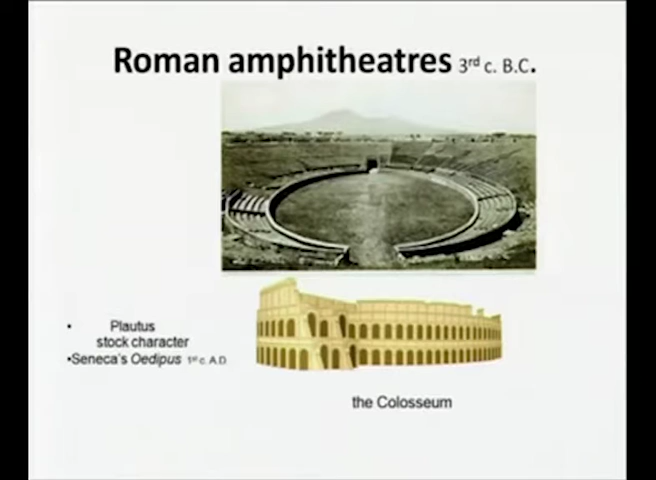 Roman amphitheatres 3rd c. B.C.
• Plautus
stock character
•Seneca's Oedipus 1st c. A.D
the Colosseum